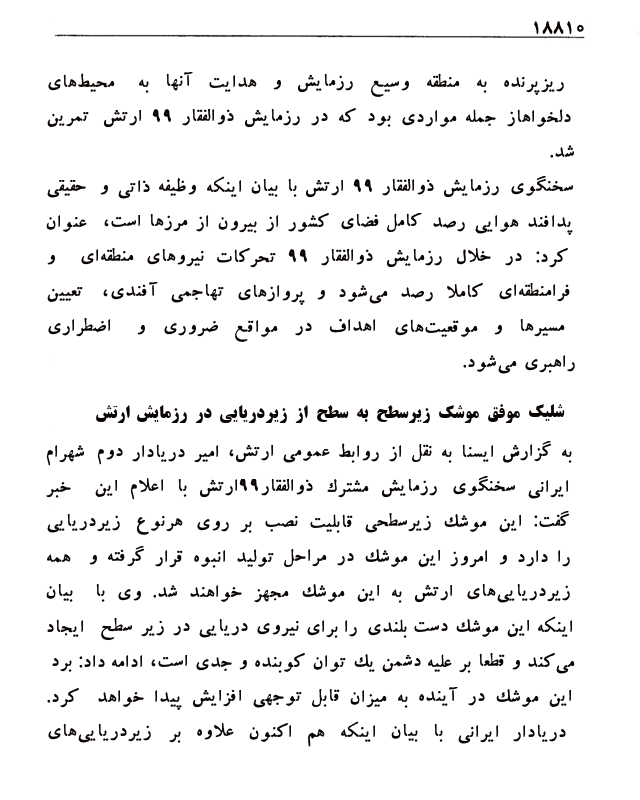 ۱۸۸۱۰
ریزپرنده به منطقه وسیع رزمایش و هدایت آنها به محیط‌های
دلخواهاز جمله مواردی بود که در رزمایش ذوالفقار ۹۹ ارتش تمرین
شد.
سخنگوی رزمایش ذوالفقار ۹۹ ارتش با بیان اینکه وظیفه ذاتی و حقیقی
پدافند هوایی رصد کامل فضای کشور از بیرون از مرزها است، عنوان
کرد: در خلال رزمایش ذوالفقار ۹۹ تحرکات نیروهای منطقه‌ای و
فرامنطقه‌ای کاملا رصد می‌شود و پروازهای تهاجمی آفندی، تعیین
مسیرها و موقعیت‌های اهداف در مواقع ضروری و اضطراری
راهبری می‌شود.
شلیک موفق موشک زیرسطح به سطح از زیردریایی در رزمایش ارتش
به گزارش ایسنا به نقل از روابط عمومی ارتش، امیر دریادار دوم شهرام
ایرانی سخنگوی رزمایش مشترك ذوالفقار۹۹ارتش با اعلام این خبر
گفت: این موشك زیرسطحی قابلیت نصب بر روی هرنوع زیردریایی
را دارد و امروز این موشك در مراحل تولید انبوه قرار گرفته و همه
زیردریایی‌های ارتش به این موشك مجهز خواهند شد. وی با بیان
اینکه این موشك دست بلندی را برای نیروی دریایی در زیر سطح ایجاد
می‌کند و قطعا بر علیه دشمن یك توان کوبنده و جدی است، ادامه داد: برد
این موشك در آینده به میزان قابل توجهی افزایش پیدا خواهد کرد.
دریادار ایرانی با بیان اینکه هم اکنون علاوه بر زیردریایی‌های